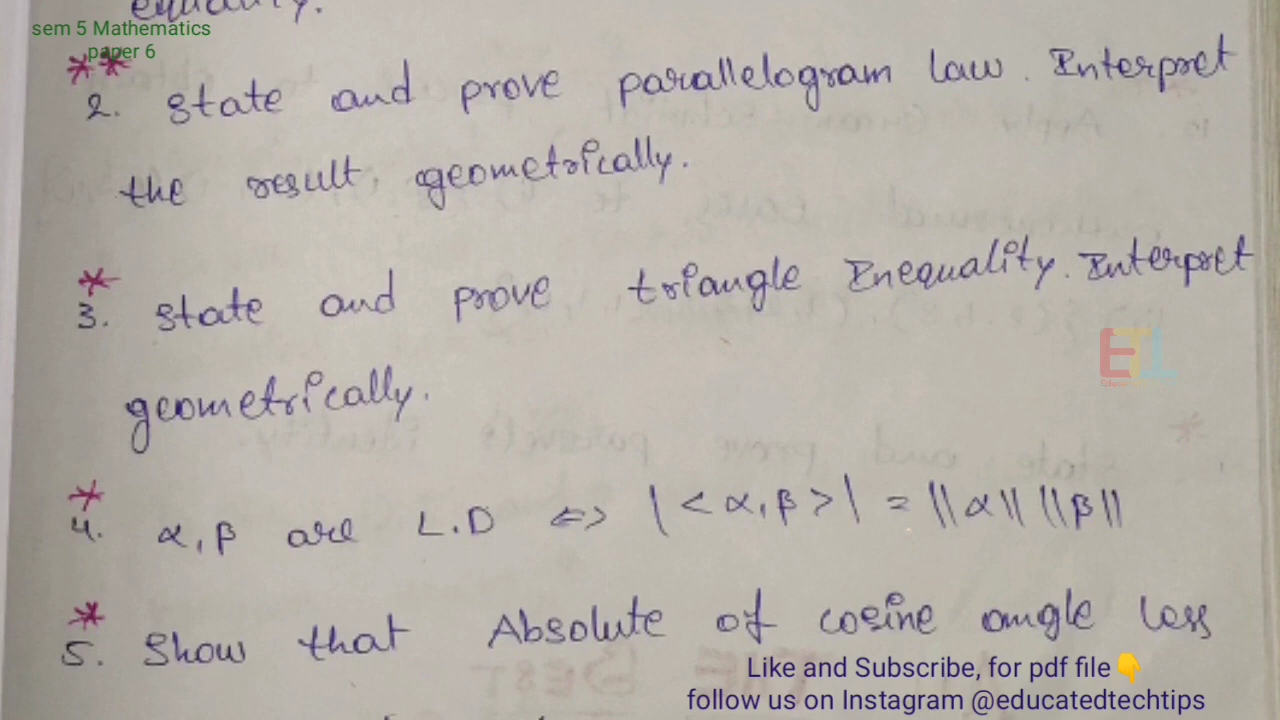 equality.
sem 5 Mathematics
paper 6
** 2. state and prove parallelogram law. Interpret
the result geometrically.
* 3. state and prove triangle Inequality. Interpret
geometrically.
* 4. α, β are L.D ⇔ |<α, β>| = ||α|| ||β||
* 5. show that Absolute of cosine angle less
Like and Subscribe, for pdf file👇
follow us on Instagram @educatedtechtips
ETL